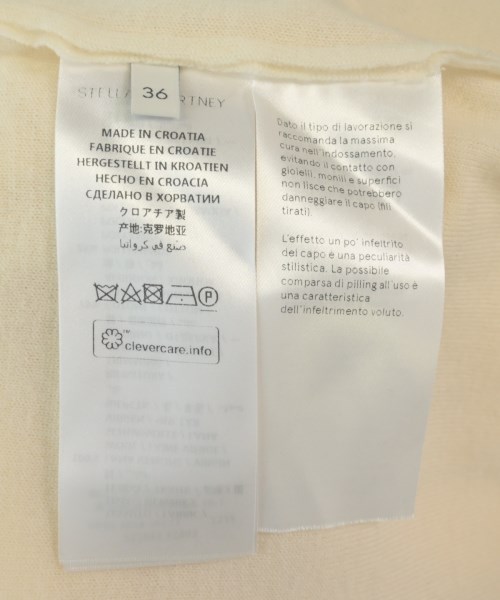 STELLA McCARTNEY
36
MADE IN CROATIA
FABRIQUE EN CROATIE
HERGESTELLT IN KROATIEN
HECHO EN CROACIA
СДЕЛАНО В ХОРВАТИИ
クロアチア製
产地:克罗地亚
صنع في كرواتيا
P
clevercare.info
TM
Dato il tipo di lavorazione si
raccomanda la massima
cura nell'indossamento,
evitando il contatto con
gioielli, monili e superfici
non lisce che potrebbero
danneggiare il capo (fili
tirati).
L'effetto un po' infeltrito
del capo è una peculiarità
stilistica. La possibile
comparsa di pilling all'uso è
una caratteristica
dell'infeltrimento voluto.